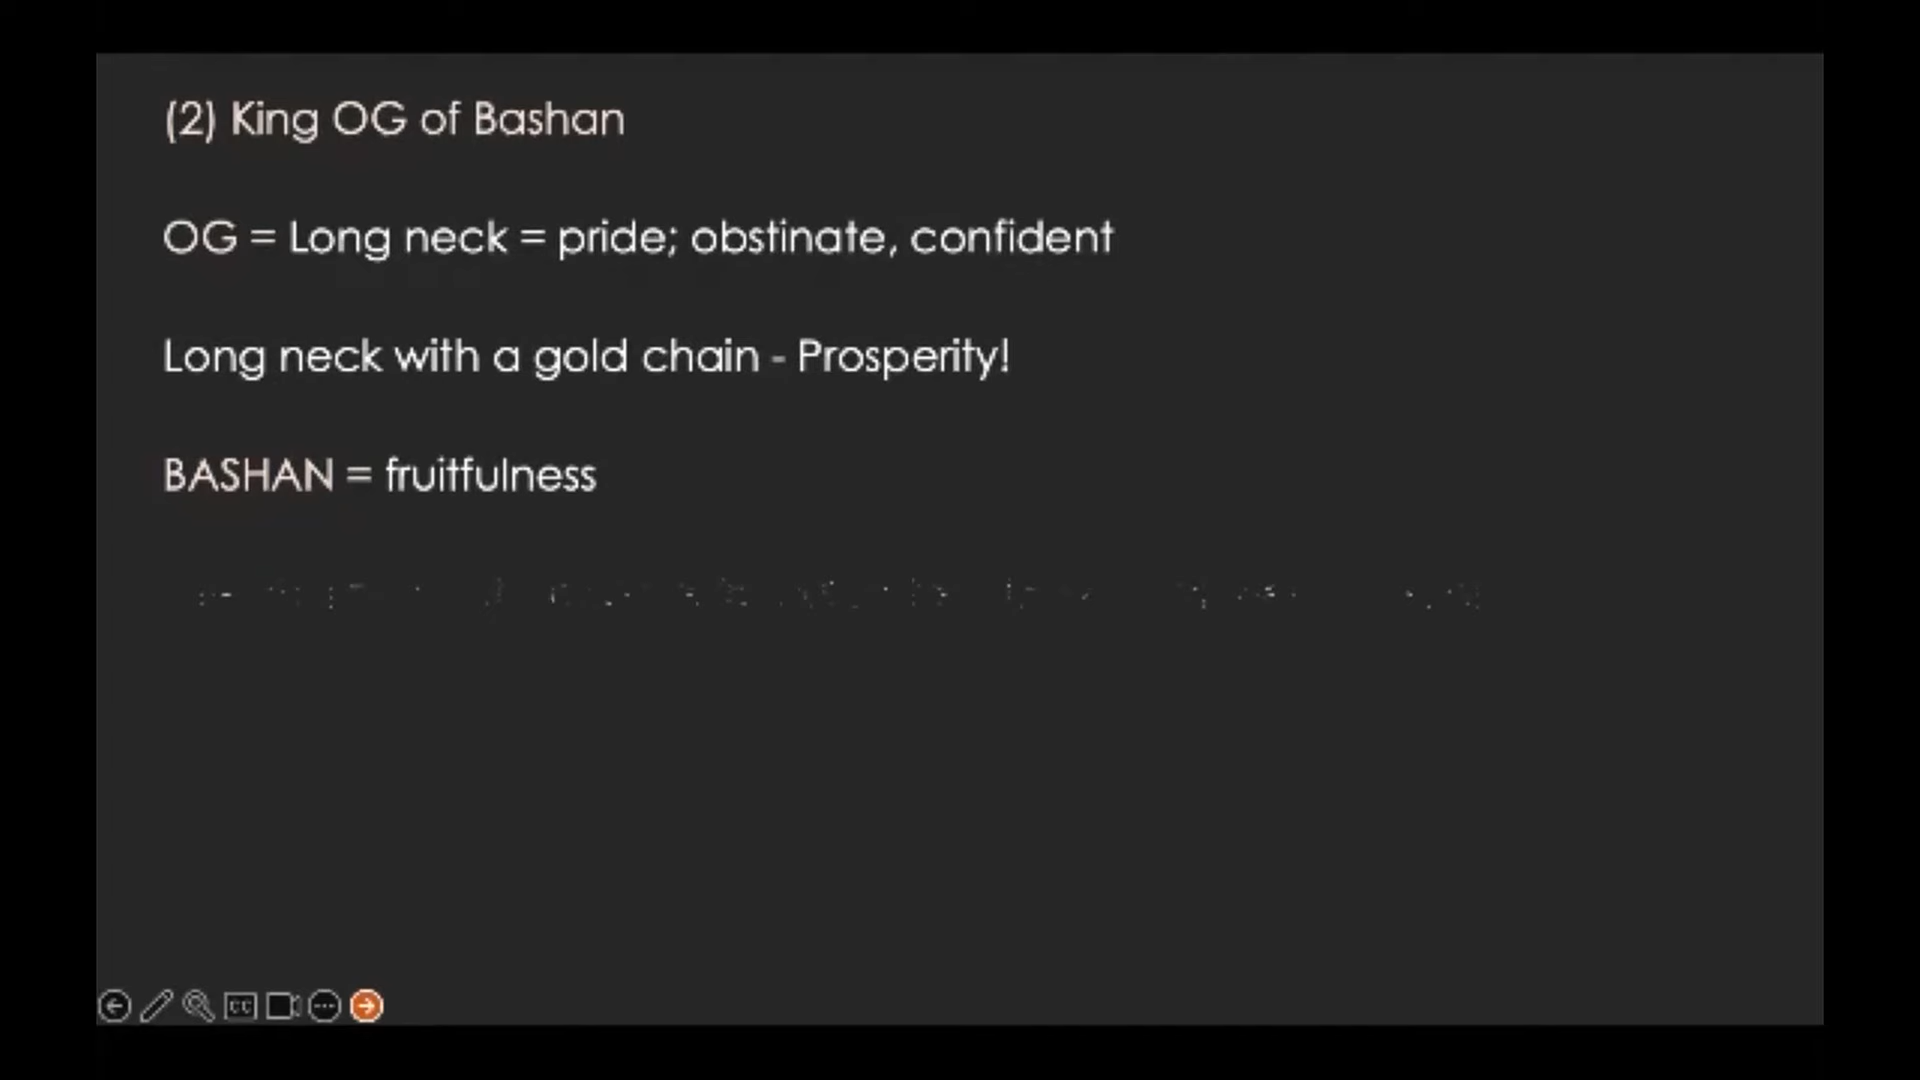 (2) King OG of Bashan
OG = Long neck = pride; obstinate, confident
Long neck with a gold chain - Prosperity!
BASHAN = fruitfulness
CC